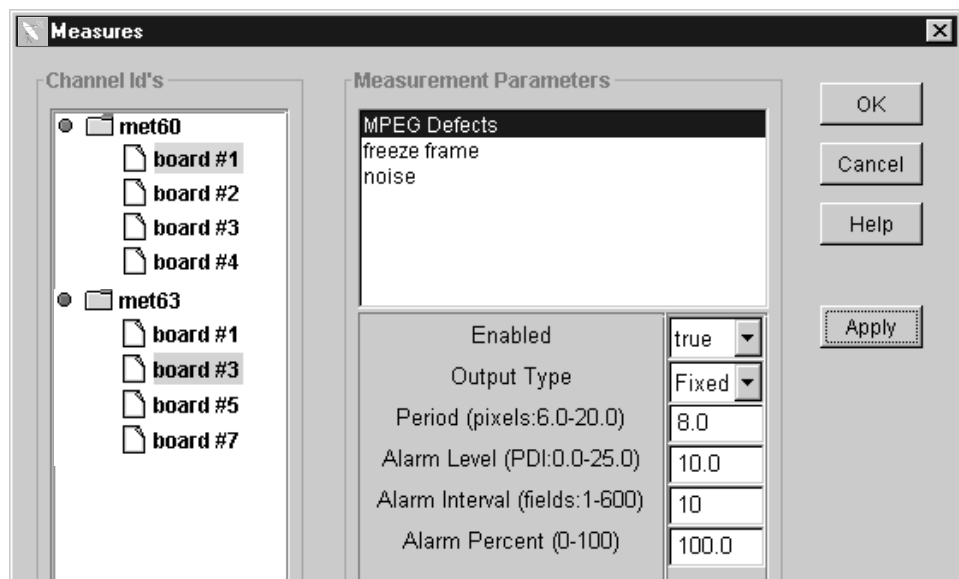 Measures
Channel Id's
met60
board #1
board #2
board #3
board #4
met63
board #1
board #3
board #5
board #7
Measurement Parameters
MPEG Defects
freeze frame
noise
Enabled
true
Output Type
Fixed
Period (pixels:6.0-20.0)
8.0
Alarm Level (PDI:0.0-25.0)
10.0
Alarm Interval (fields:1-600)
10
Alarm Percent (0-100)
100.0
OK
Cancel
Help
Apply